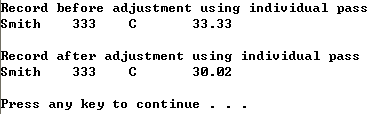 Record before adjustment using individual pass
Smith    333    C       33.33
Record after adjustment using individual pass
Smith    333    C       30.02
Press any key to continue . . .